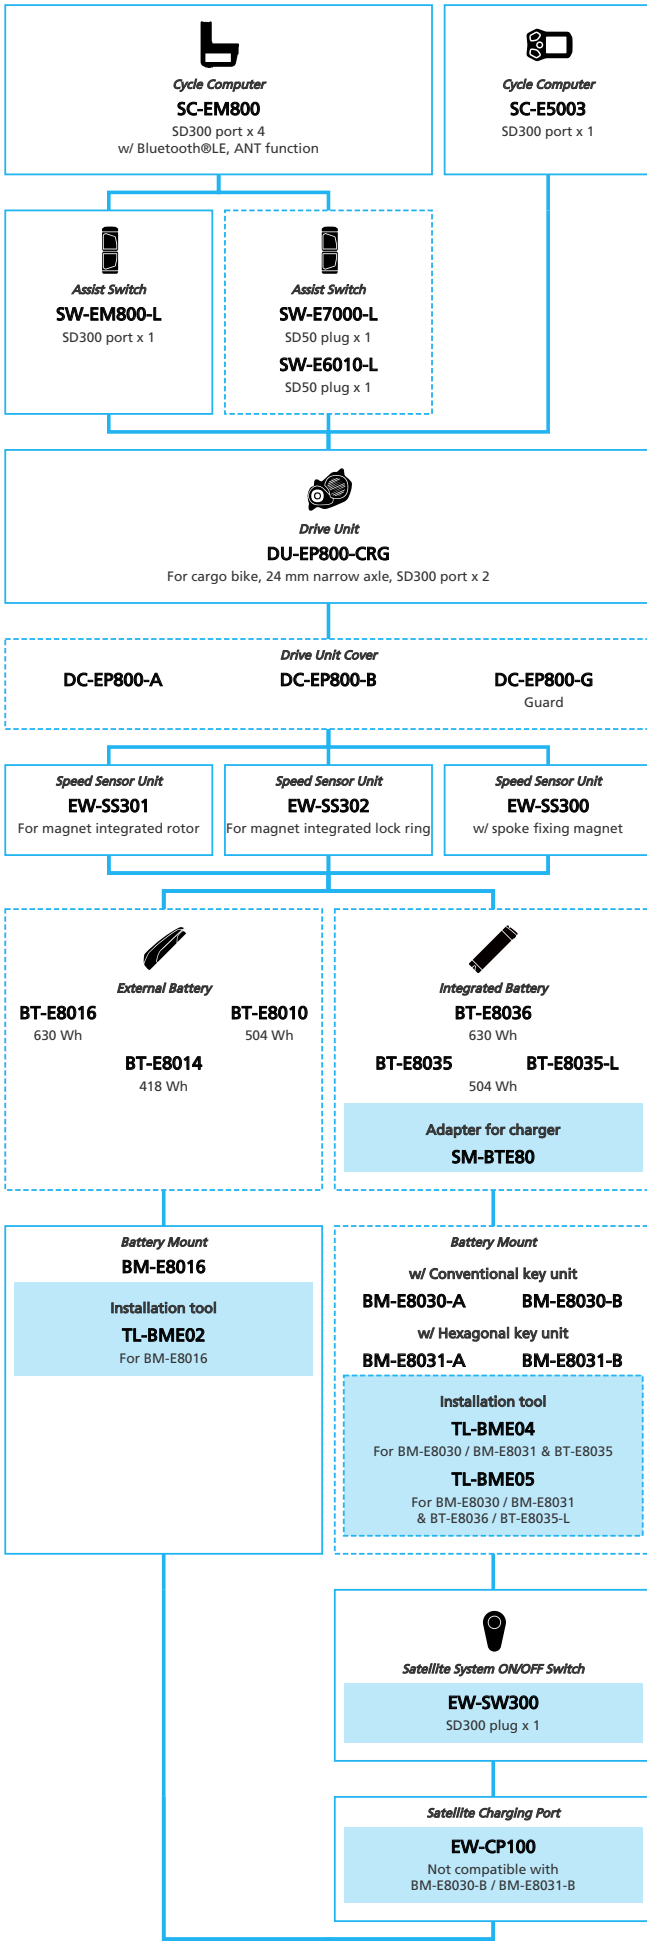 Cycle Computer
SC-EM800
SD300 port x 4
w/ Bluetooth®LE, ANT function
Cycle Computer
SC-E5003
SD300 port x 1
Assist Switch
SW-EM800-L
SD300 port x 1
Assist Switch
SW-E7000-L
SD50 plug x 1
SW-E6010-L
SD50 plug x 1
Drive Unit
DU-EP800-CRG
For cargo bike, 24 mm narrow axle, SD300 port x 2
Drive Unit Cover
DC-EP800-A
DC-EP800-B
DC-EP800-G
Guard
Speed Sensor Unit
EW-SS301
For magnet integrated rotor
Speed Sensor Unit
EW-SS302
For magnet integrated lock ring
Speed Sensor Unit
EW-SS300
w/ spoke fixing magnet
External Battery
BT-E8016
630 Wh
BT-E8010
504 Wh
BT-E8014
418 Wh
Integrated Battery
BT-E8036
630 Wh
BT-E8035
BT-E8035-L
504 Wh
Adapter for charger
SM-BTE80
Battery Mount
BM-E8016
Installation tool
TL-BME02
For BM-E8016
Battery Mount
w/ Conventional key unit
BM-E8030-A
BM-E8030-B
w/ Hexagonal key unit
BM-E8031-A
BM-E8031-B
Installation tool
TL-BME04
For BM-E8030 / BM-E8031 & BT-E8035
TL-BME05
For BM-E8030 / BM-E8031
& BT-E8036 / BT-E8035-L
Satellite System ON/OFF Switch
EW-SW300
SD300 plug x 1
Satellite Charging Port
EW-CP100
Not compatible with
BM-E8030-B / BM-E8031-B